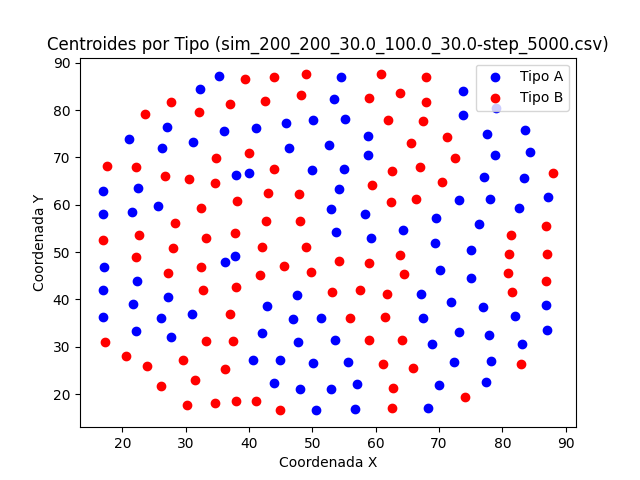 Centroides por Tipo (sim_200_200_30.0_100.0_30.0-step_5000.csv)
Tipo A
Tipo B
Coordenada Y
90
80
70
60
50
40
30
20
20 30 40 50 60 70 80 90
Coordenada X